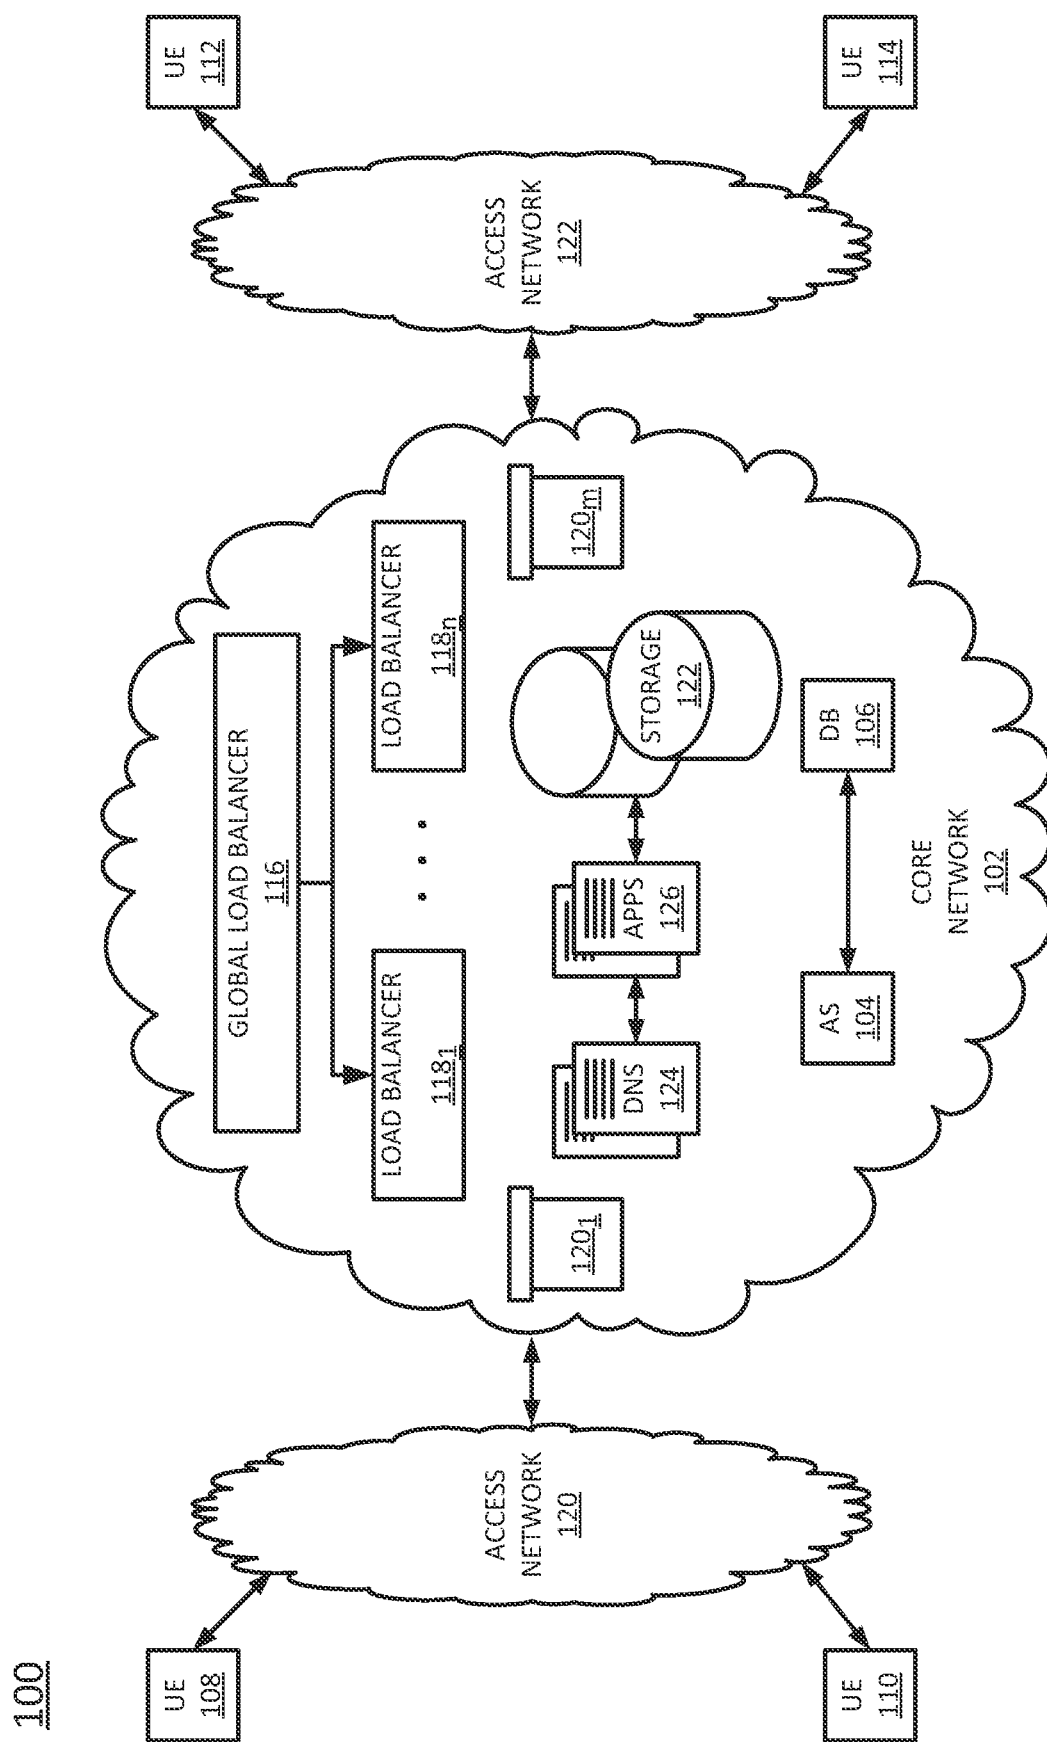 100
UE
108
UE
110
ACCESS
NETWORK
120
GLOBAL LOAD BALANCER
116
LOAD BALANCER
118₁
LOAD BALANCER
118ₙ
120₁
DNS
124
APPS
126
STORAGE
122
120ₘ
AS
104
DB
106
CORE
NETWORK
102
ACCESS
NETWORK
122
UE
112
UE
114